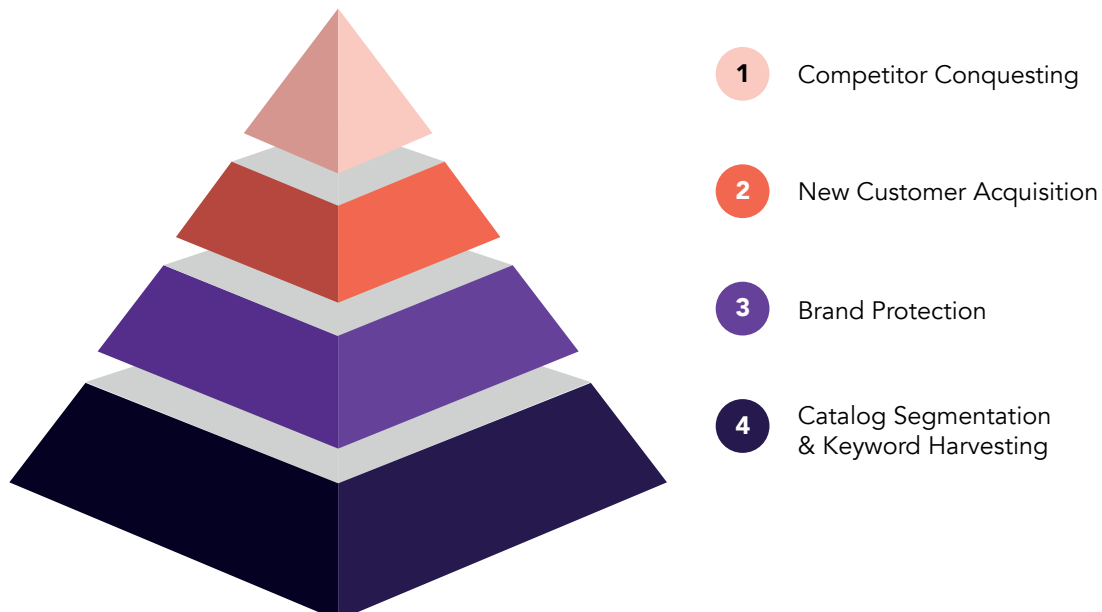 1 Competitor Conquesting
2 New Customer Acquisition
3 Brand Protection
4 Catalog Segmentation
& Keyword Harvesting